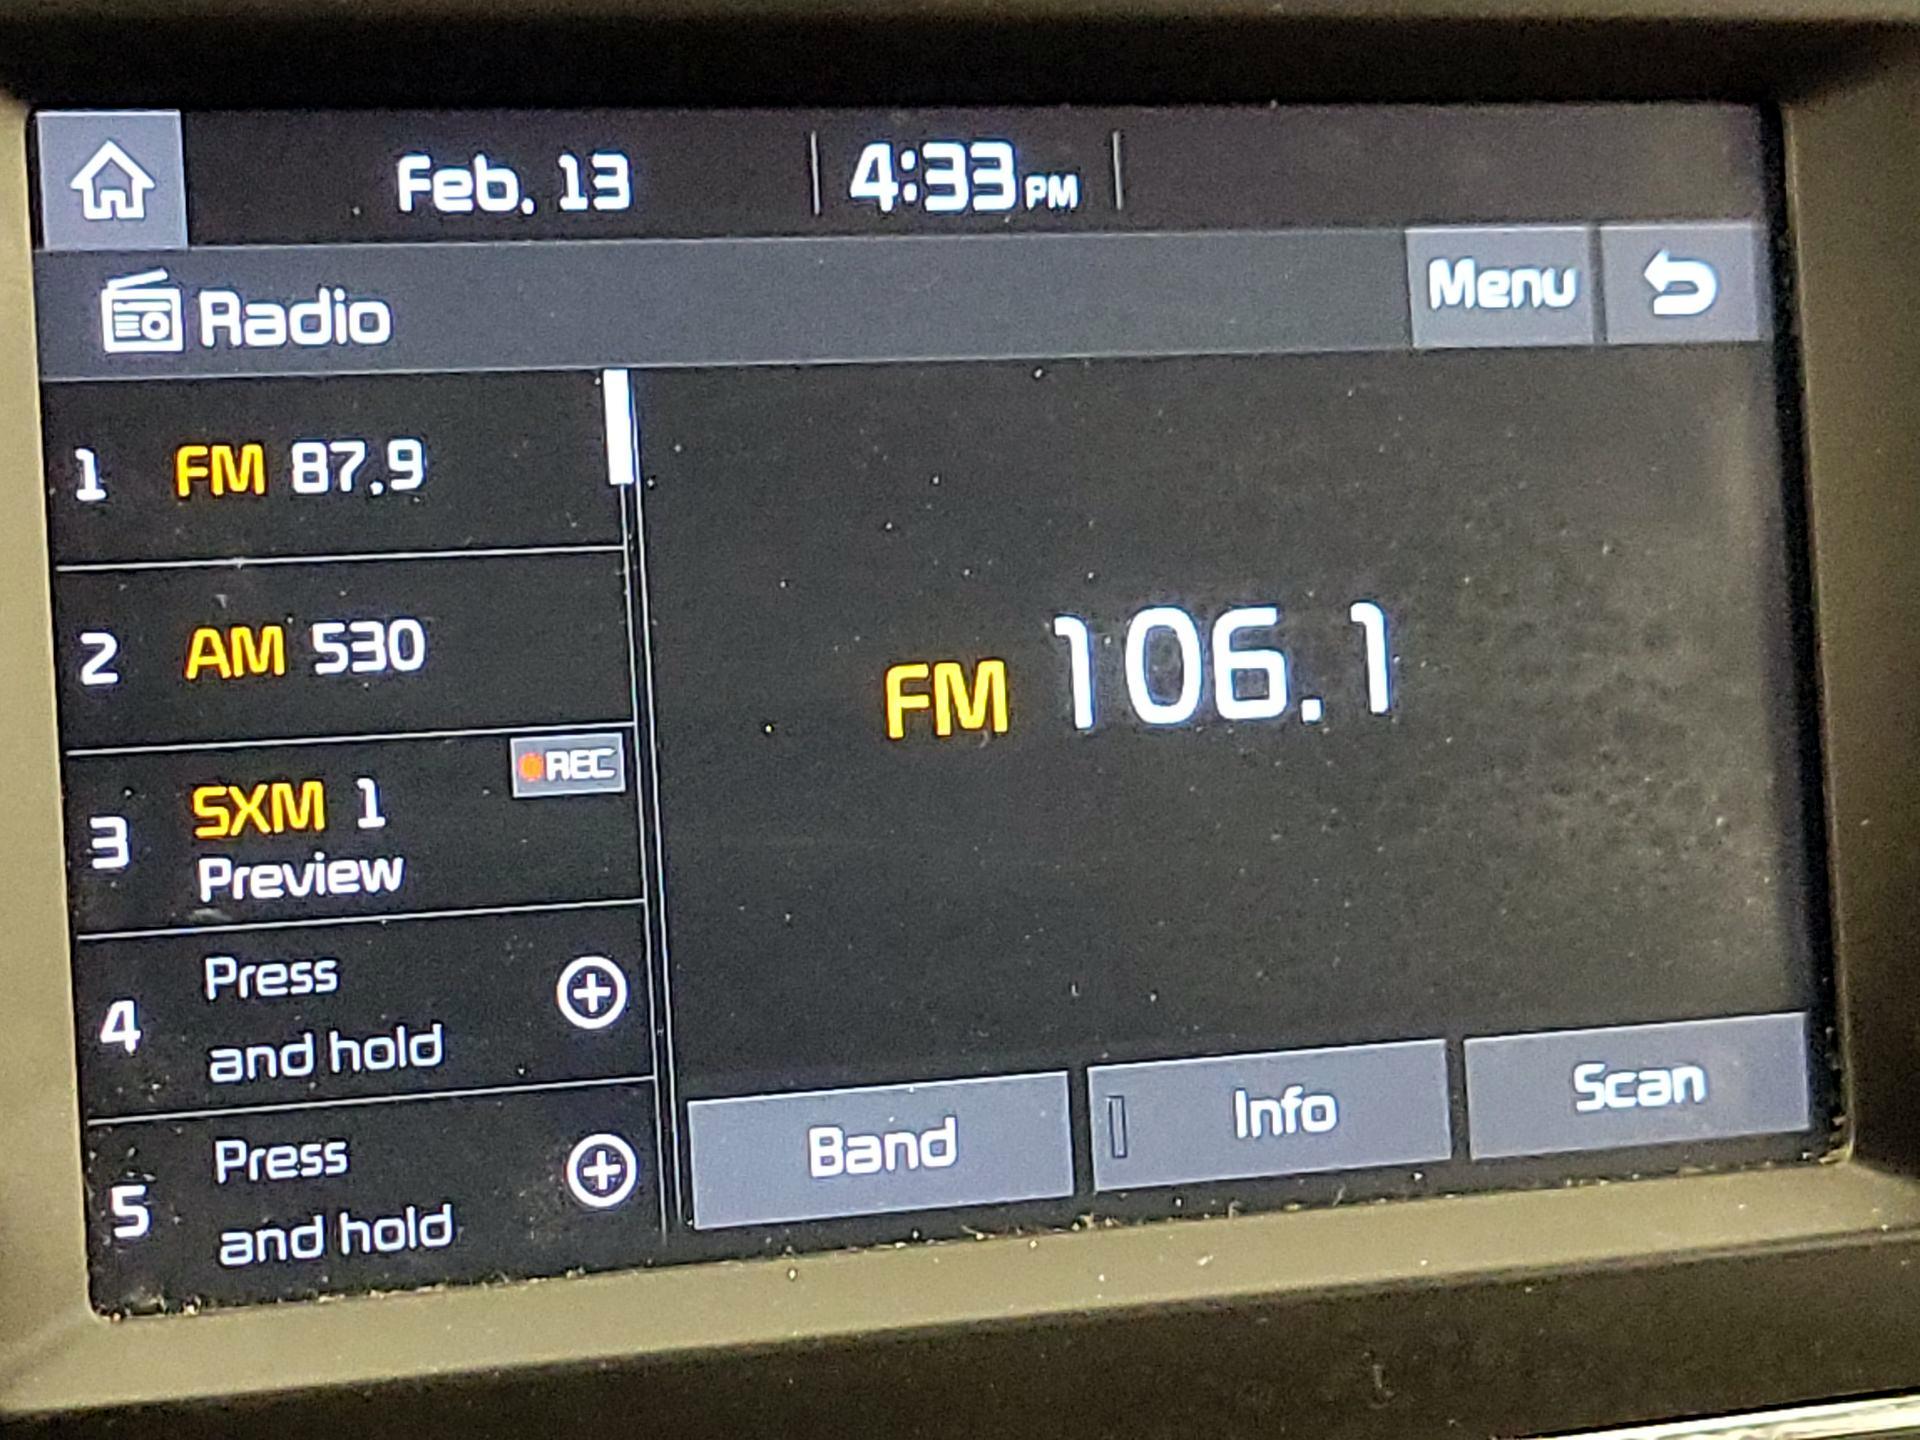 Feb. 13
4:33 PM
Radio
Menu
1 FM 87.9
2 AM 530
REC
3 SXM 1
Preview
4 Press
and hold
5 Press
and hold
FM 106.1
Band
Info
Scan